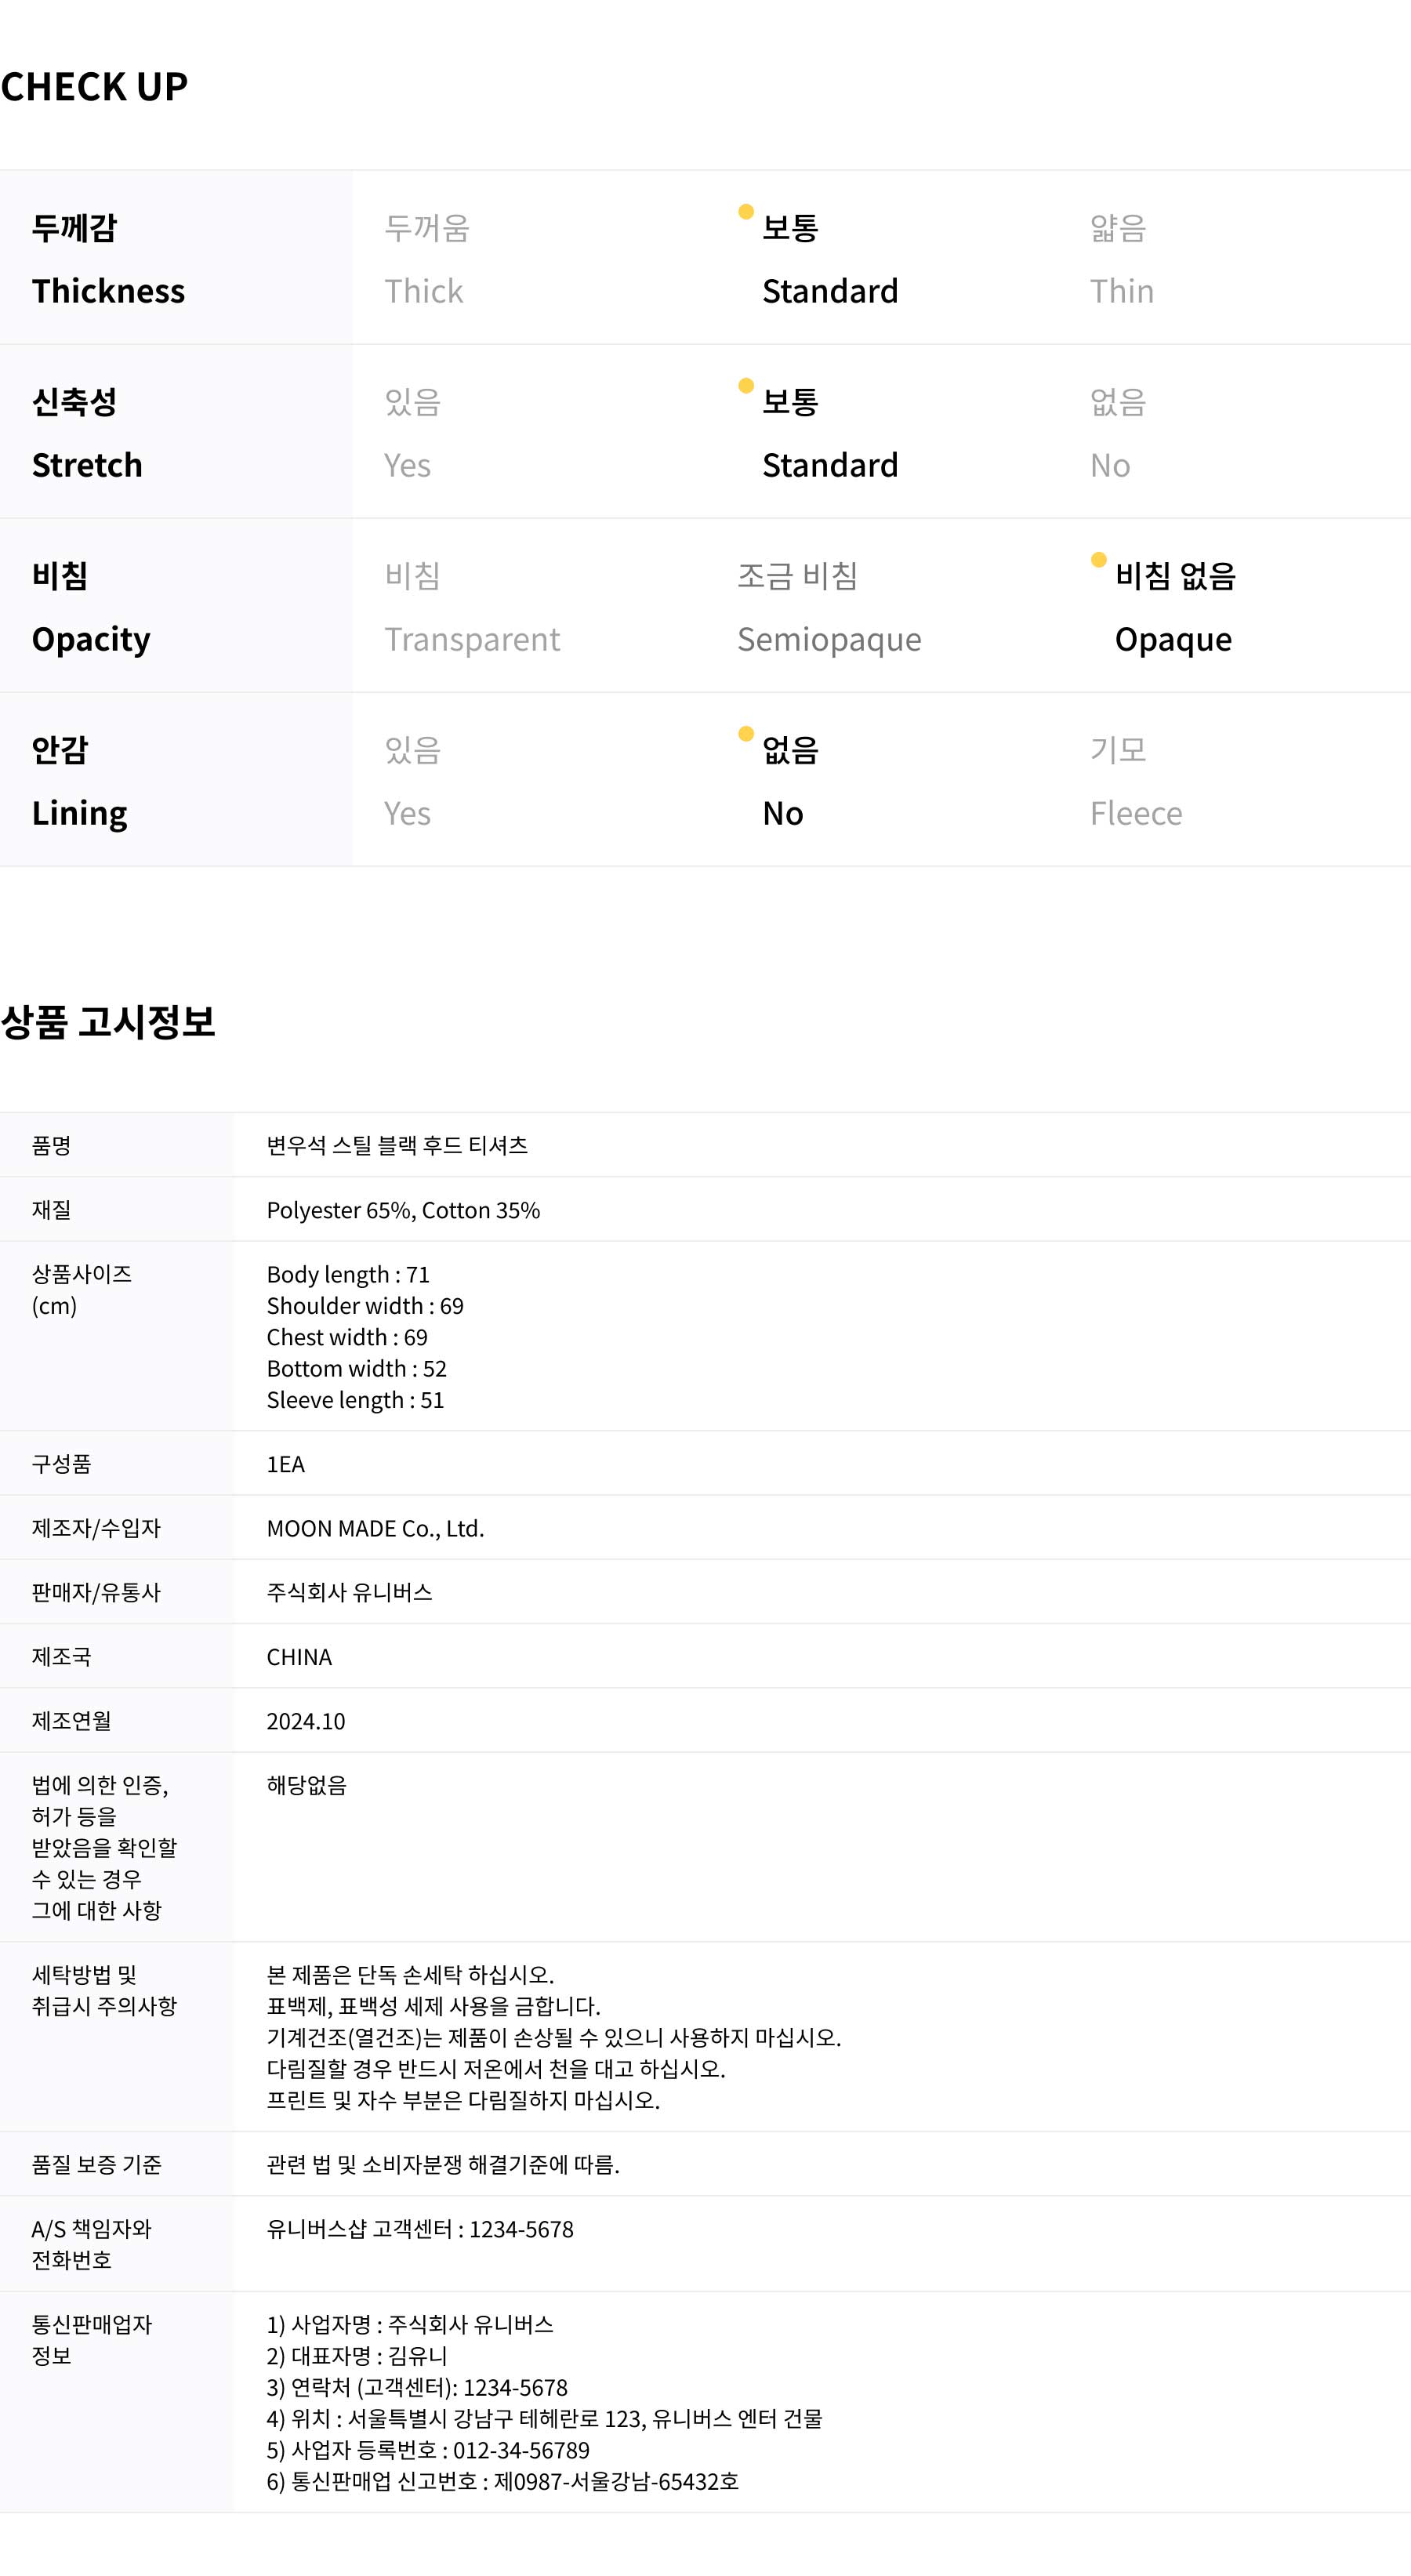 CHECK UP
두께감 두꺼움 보통 얇음
Thickness Thick Standard Thin
신축성 있음 보통 없음
Stretch Yes Standard No
비침 비침 조금 비침 비침 없음
Opacity Transparent Semiopaque Opaque
안감 있음 없음 기모
Lining Yes No Fleece
상품 고시정보
품명 변우석 스틸 블랙 후드 티셔츠
재질 Polyester 65%, Cotton 35%
상품사이즈 Body length : 71
(cm) Shoulder width : 69
Chest width : 69
Bottom width : 52
Sleeve length : 51
구성품 1EA
제조자/수입자 MOON MADE Co., Ltd.
판매자/유통사 주식회사 유니버스
제조국 CHINA
제조연월 2024.10
법에 의한 인증, 해당없음
허가 등을
받았음을 확인할
수 있는 경우
그에 대한 사항
세탁방법 및 본 제품은 단독 손세탁 하십시오.
취급시 주의사항 표백제, 표백성 세제 사용을 금합니다.
기계건조(열건조)는 제품이 손상될 수 있으니 사용하지 마십시오.
다림질할 경우 반드시 저온에서 천을 대고 하십시오.
프린트 및 자수 부분은 다림질하지 마십시오.
품질 보증 기준 관련 법 및 소비자분쟁 해결기준에 따름.
A/S 책임자와 유니버스샵 고객센터 : 1234-5678
전화번호
통신판매업자 1) 사업자명 : 주식회사 유니버스
정보 2) 대표자명 : 김유니
3) 연락처 (고객센터): 1234-5678
4) 위치 : 서울특별시 강남구 테헤란로 123, 유니버스 엔터 건물
5) 사업자 등록번호 : 012-34-56789
6) 통신판매업 신고번호 : 제0987-서울강남-65432호